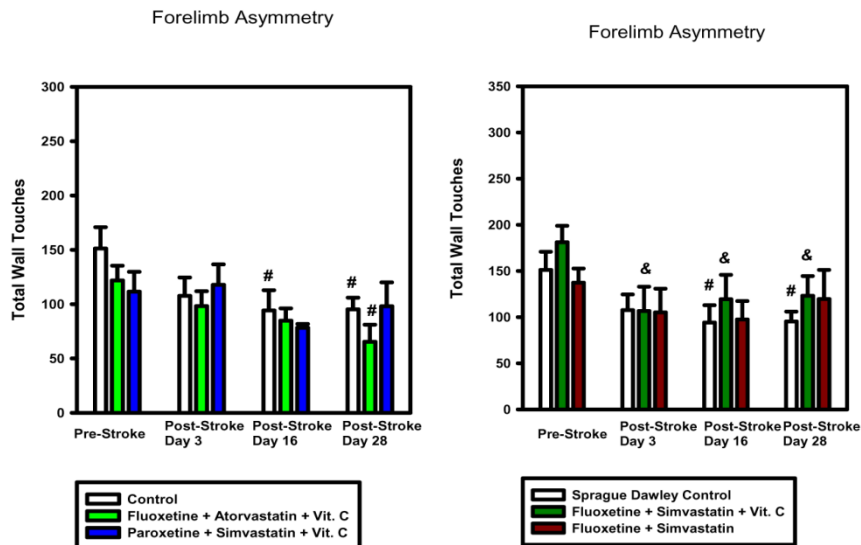 Forelimb Asymmetry
300
250
200
150
100
50
0
Total Wall Touches
#
#
#
Pre-Stroke
Post-Stroke
Day 3
Post-Stroke
Day 16
Post-Stroke
Day 28
Control
Fluoxetine + Atorvastatin + Vit. C
Paroxetine + Simvastatin + Vit. C
Forelimb Asymmetry
350
300
250
200
150
100
50
0
Total Wall Touches
&
#
&
#
&
Pre-Stroke
Post-Stroke
Day 3
Post-Stroke
Day 16
Post-Stroke
Day 28
Sprague Dawley Control
Fluoxetine + Simvastatin + Vit. C
Fluoxetine + Simvastatin